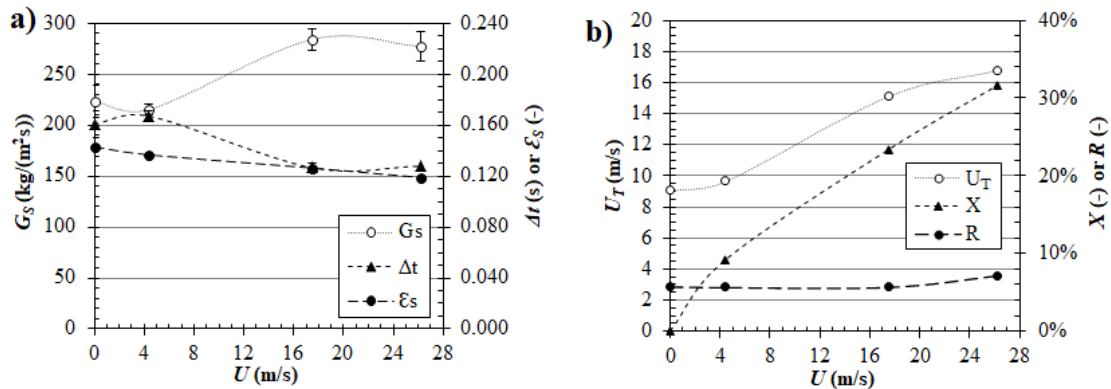 a)
300
250
200
150
100
50
0
G_S (kg/(m²s))
0.240
0.200
0.160
0.120
0.080
0.040
0.000
Δt (s) or Ɛ_S (-)
Gs
Δt
Ɛs
0 4 8 12 16 20 24 28
U (m/s)
b)
20
18
16
14
12
10
8
6
4
2
0
U_T (m/s)
40%
30%
20%
10%
0%
X (-) or R (-)
U_T
X
R
0 4 8 12 16 20 24 28
U (m/s)